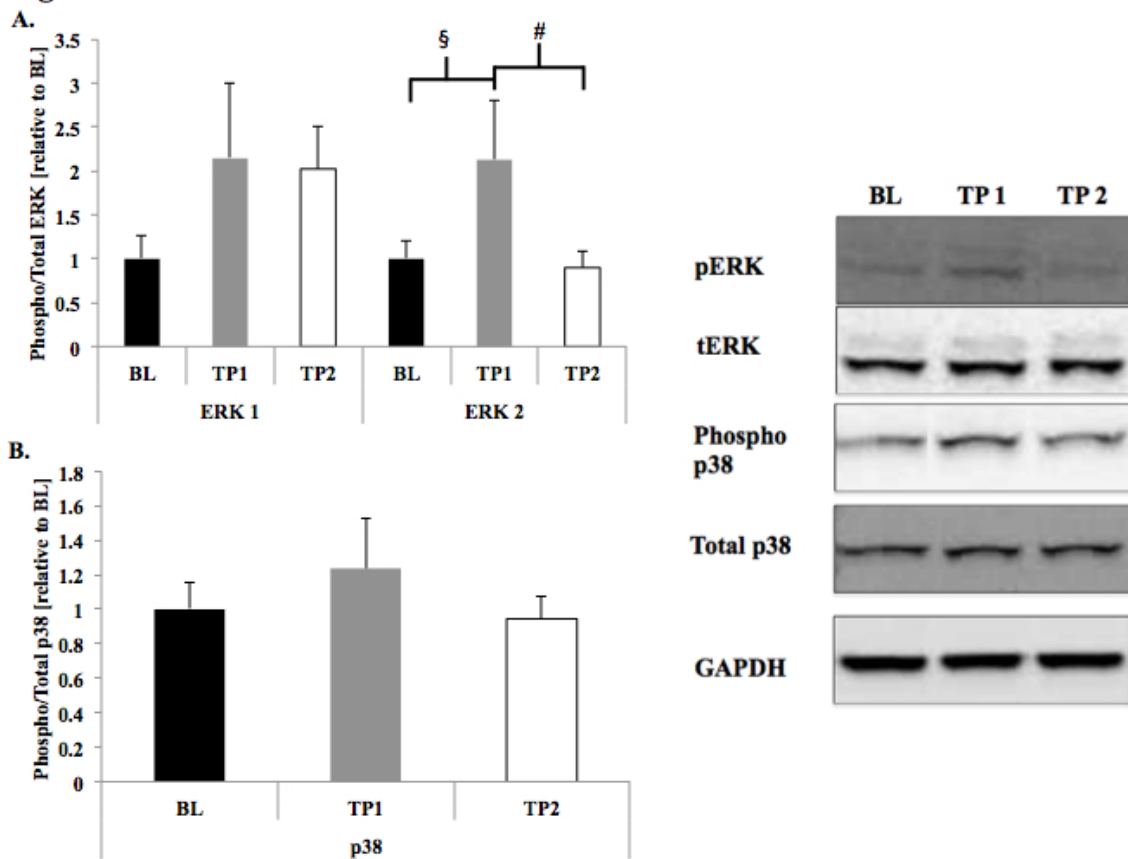 A.
Phospho/Total ERK [relative to BL]
3.5
3
2.5
2
1.5
1
0.5
0
§
#
BL TP1 TP2 BL TP1 TP2
ERK 1 ERK 2
B.
Phospho/Total p38 [relative to BL]
1.8
1.6
1.4
1.2
1
0.8
0.6
0.4
0.2
0
BL TP1 TP2
p38
BL TP 1 TP 2
pERK
tERK
Phospho
p38
Total p38
GAPDH